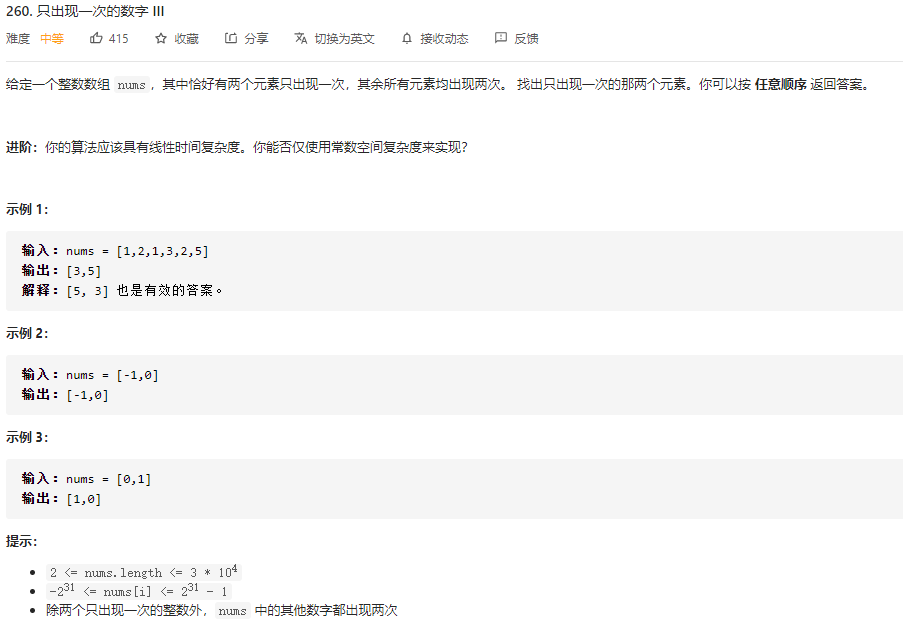 260. 只出现一次的数字 III
难度 中等 415 收藏 分享 切换为英文 接收动态 反馈
给定一个整数数组 nums，其中恰好有两个元素只出现一次，其余所有元素均出现两次。 找出只出现一次的那两个元素。你可以按 任意顺序 返回答案。
进阶：你的算法应该具有线性时间复杂度。你能否仅使用常数空间复杂度来实现？
示例 1：
输入：nums = [1,2,1,3,2,5]
输出：[3,5]
解释：[5, 3] 也是有效的答案。
示例 2：
输入：nums = [-1,0]
输出：[-1,0]
示例 3：
输入：nums = [0,1]
输出：[1,0]
提示：
• 2 <= nums.length <= 3 * 10⁴
• -2³¹ <= nums[i] <= 2³¹ - 1
• 除两个只出现一次的整数外，nums 中的其他数字都出现两次